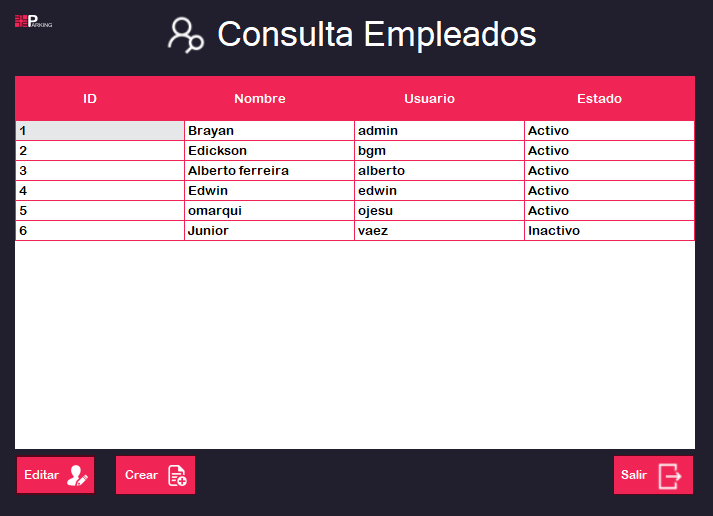 PARKING
Consulta Empleados
ID Nombre Usuario Estado
1 Brayan admin Activo
2 Edickson bgm Activo
3 Alberto ferreira alberto Activo
4 Edwin edwin Activo
5 omarqui ojesu Activo
6 Junior vaez Inactivo
Editar Crear Salir